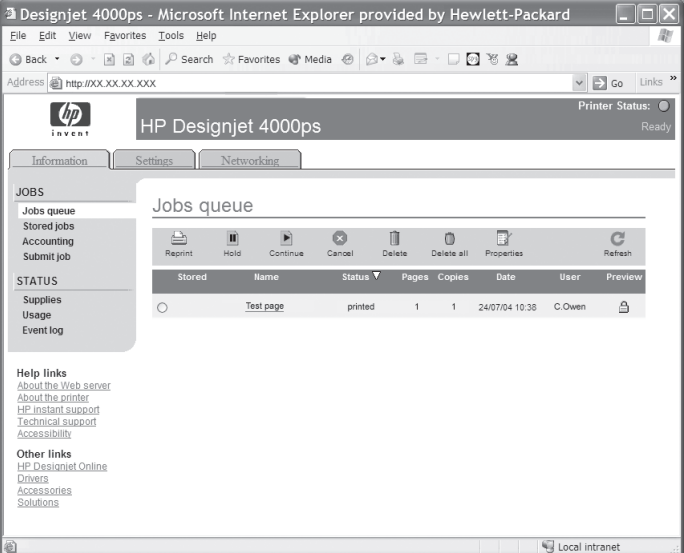 Designjet 4000ps - Microsoft Internet Explorer provided by Hewlett-Packard
File Edit View Favorites Tools Help
Back Search Favorites Media
Address http://XX.XX.XX.XXX Go Links »
hp
invent
HP Designjet 4000ps
Printer Status:
Ready
Information Settings Networking
JOBS
Jobs queue
Stored jobs
Accounting
Submit job
STATUS
Supplies
Usage
Event log
Help links
About the Web server
About the printer
HP instant support
Technical support
Accessibility
Other links
HP Designjet Online
Drivers
Accessories
Solutions
Jobs queue
Reprint Hold Continue Cancel Delete Delete all Properties Refresh
Stored Name Status Pages Copies Date User Preview
Test page printed 1 1 24/07/04 10:38 C.Owen
Local intranet